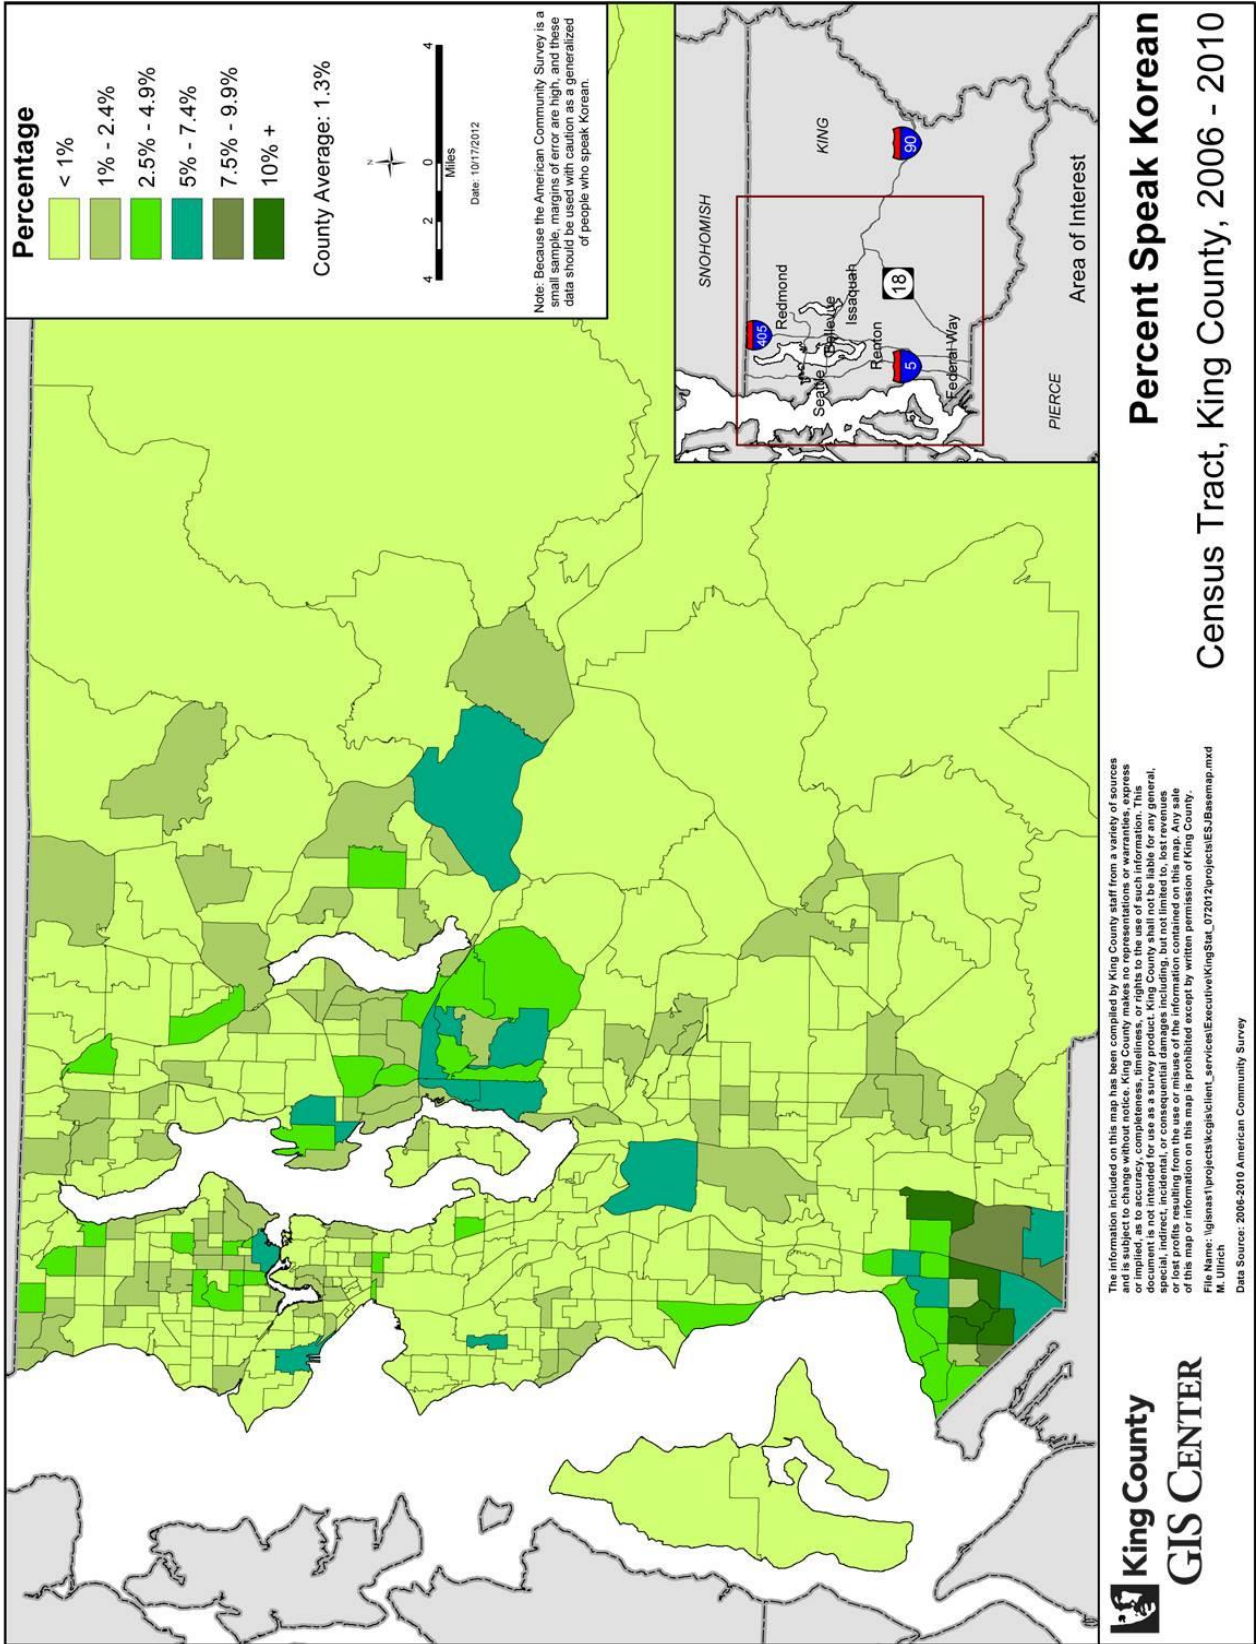 Percentage
< 1%
1% - 2.4%
2.5% - 4.9%
5% - 7.4%
7.5% - 9.9%
10% +
County Average: 1.3%
N
4 2 0 4
Miles
Date: 10/17/2012
Note: Because the American Community Survey is a
small sample, margins of error are high, and these
data should be used with caution as a generalized
of people who speak Korean.
SNOHOMISH
KING
PIERCE
405
Redmond
Seattle
Bellevue
Issaquah
90
Renton
18
5
Federal Way
Area of Interest
King County
GIS CENTER
The information included on this map has been compiled by King County staff from a variety of sources
and is subject to change without notice. King County makes no representations or warranties, express
or implied, as to accuracy, completeness, timeliness, or rights to the use of such information. This
document is not intended for use as a survey product. King County shall not be liable for any general,
special, indirect, incidental, or consequential damages including, but not limited to, lost revenues
or lost profits resulting from the use or misuse of the information contained on this map. Any sale
of this map or information on this map is prohibited except by written permission of King County.
File Name: \\gisnas1\projects\kcgis\client_services\Executive\KingStat_072012\projects\ESJBasemap.mxd
M. Ullrich
Data Source: 2006-2010 American Community Survey
Percent Speak Korean
Census Tract, King County, 2006 - 2010